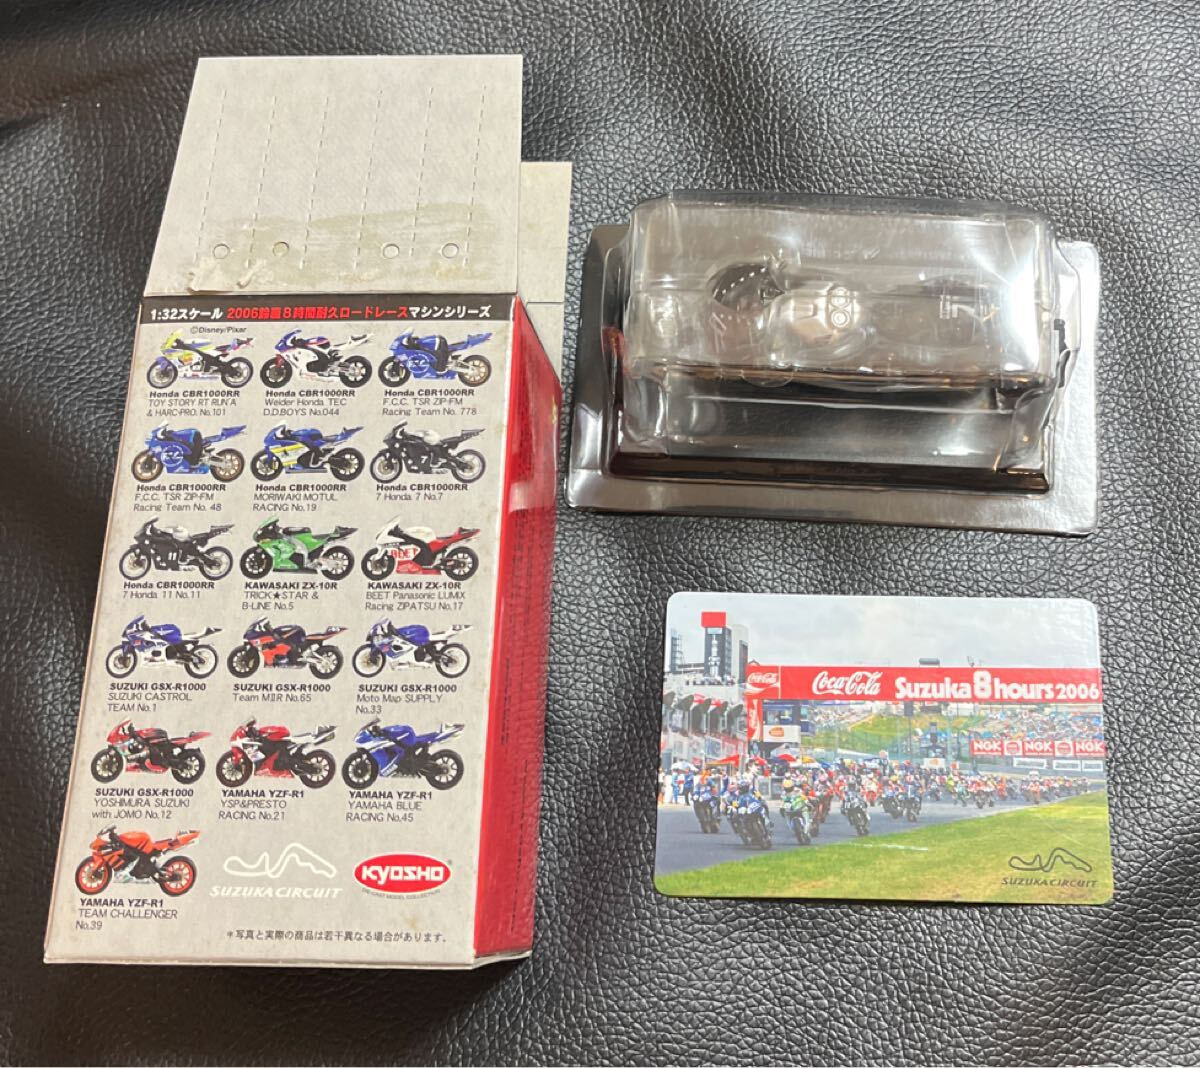 1:32スケール 2006鈴鹿8時間耐久ロードレースマシンシリーズ
©Disney/Pixar
Honda CBR1000RR
TOY STORY RT RUN'A
& HARC-PRO. No.101
Honda CBR1000RR
Weider Honda TEC
D.D.BOYS No.044
Honda CBR1000RR
F.C.C. TSR ZIP-FM
Racing Team No. 778
Honda CBR1000RR
F.C.C. TSR ZIP-FM
Racing Team No. 48
Honda CBR1000RR
MORIWAKI MOTUL
RACING No.19
Honda CBR1000RR
7 Honda 7 No.7
Honda CBR1000RR
7 Honda 11 No.11
KAWASAKI ZX-10R
TRICK★STAR &
B-LINE No.5
KAWASAKI ZX-10R
BEET Panasonic LUMIX
Racing ZIPATSU No.17
SUZUKI GSX-R1000
SUZUKI CASTROL
TEAM No.1
SUZUKI GSX-R1000
Team MⅡR No.65
SUZUKI GSX-R1000
Moto Map SUPPLY
No.33
SUZUKI GSX-R1000
YOSHIMURA SUZUKI
with JOMO No.12
YAMAHA YZF-R1
YSP&PRESTO
RACING No.21
YAMAHA YZF-R1
YAMAHA BLUE
RACING No.45
YAMAHA YZF-R1
TEAM CHALLENGER
No.39
SUZUKA CIRCUIT
KYOSHO
DIE-CAST MODEL COLLECTION
*写真と実際の商品は若干異なる場合があります。
Coca-Cola
Coca-Cola Suzuka 8hours 2006
NGK NGK NGK
SUZUKA CIRCUIT